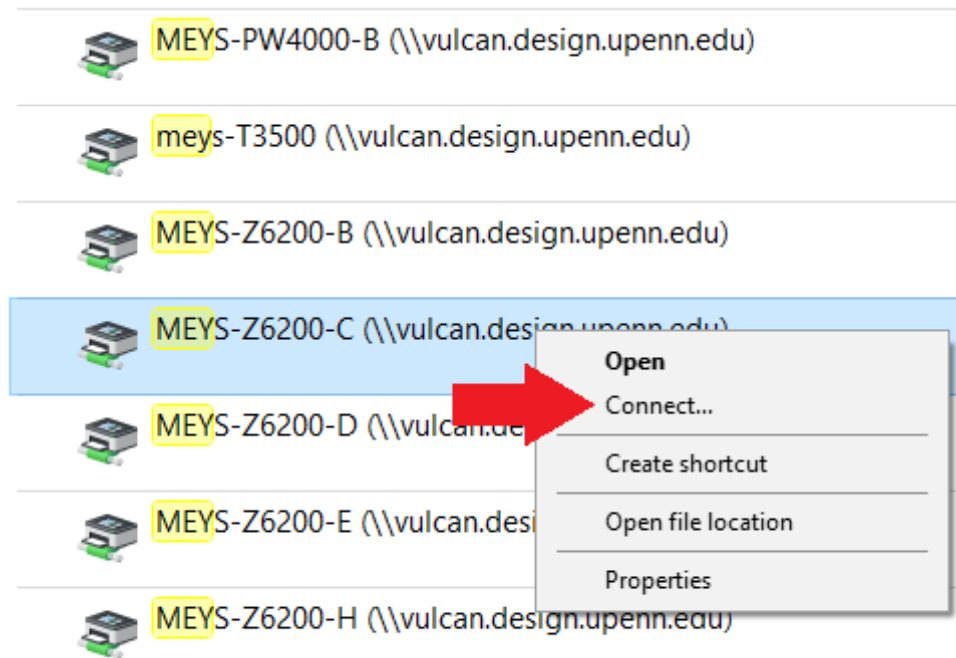 MEYS-PW4000-B (\\vulcan.design.upenn.edu)
meys-T3500 (\\vulcan.design.upenn.edu)
MEYS-Z6200-B (\\vulcan.design.upenn.edu)
MEYS-Z6200-C (\\vulcan.design.upenn.edu)
Open
Connect...
MEYS-Z6200-D (\\vulcan.de
Create shortcut
MEYS-Z6200-E (\\vulcan.desi
Open file location
Properties
MEYS-Z6200-H (\\vulcan.design.upenn.edu)